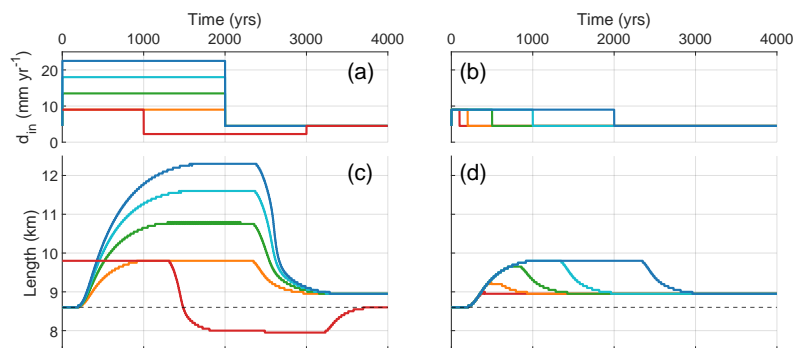 Time (yrs) Time (yrs)
0 1000 2000 3000 4000 0 1000 2000 3000 4000
d_in (mm yr⁻¹)
20
10
0
(a) (b)
Length (km)
12
11
10
9
8
(c) (d)